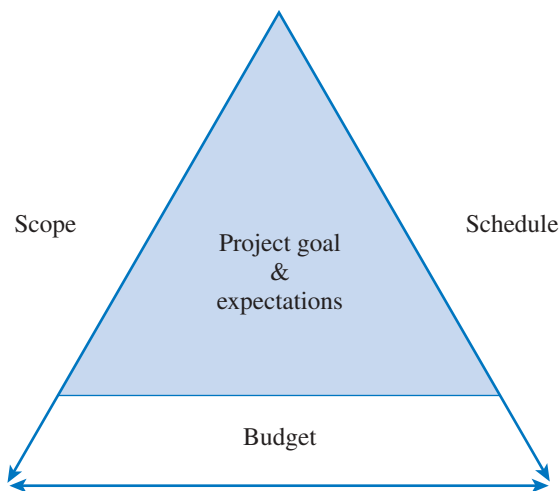 Scope
Schedule
Project goal
&
expectations
Budget